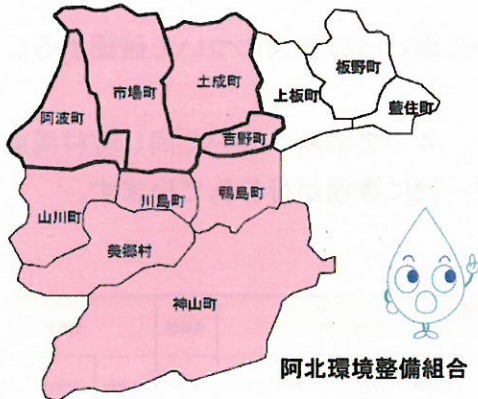 板野町
土成町
市場町
上板町
藍住町
阿波町
吉野町
鴨島町
川島町
山川町
美郷村
神山町
阿北環境整備組合